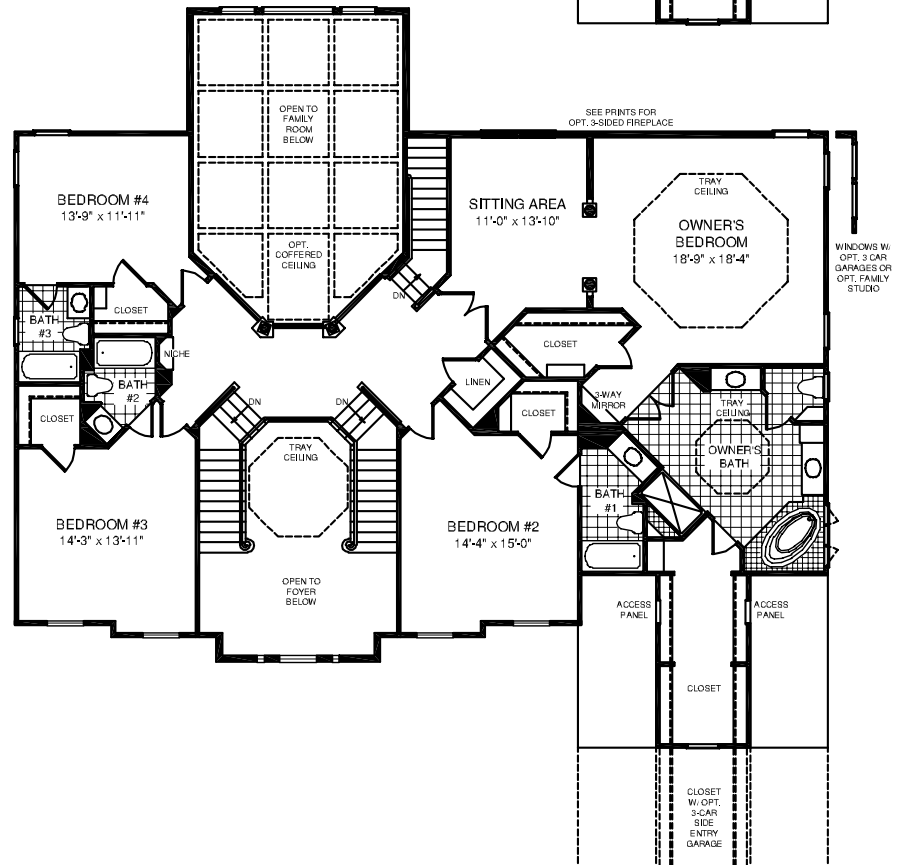 SEE PRINTS FOR
OPT. 3-SIDED FIREPLACE
OPEN TO
FAMILY
ROOM
BELOW
BEDROOM #4
13'-9" x 11'-11"
SITTING AREA
11'-0" x 13'-10"
TRAY
CEILING
OWNER'S
BEDROOM
18'-9" x 18'-4"
WINDOWS W/
OPT. 3 CAR
GARAGES OR
OPT. FAMILY
STUDIO
OPT.
COFFERED
CEILING
DN
CLOSET
BATH
#3
NICHE
CLOSET
LINEN
BATH
#2
CLOSET
DN
DN
CLOSET
3-WAY
MIRROR
TRAY
CEILING
OWNER'S
BATH
TRAY
CEILING
BATH
#1
BEDROOM #3
14'-3" x 13'-11"
BEDROOM #2
14'-4" x 15'-0"
OPEN TO
FOYER
BELOW
ACCESS
PANEL
ACCESS
PANEL
CLOSET
CLOSET
W/ OPT.
3-CAR
SIDE
ENTRY
GARAGE